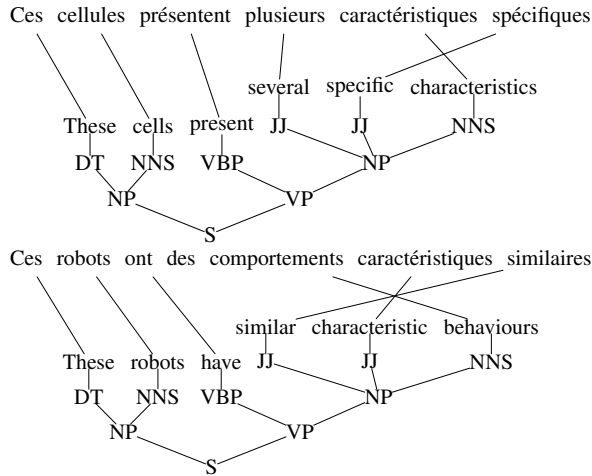 Ces cellules présentent plusieurs caractéristiques spécifiques
several specific characteristics
These cells present JJ JJ NNS
DT NNS VBP NP
NP VP
S
Ces robots ont des comportements caractéristiques similaires
similar characteristic behaviours
These robots have JJ JJ NNS
DT NNS VBP NP
NP VP
S